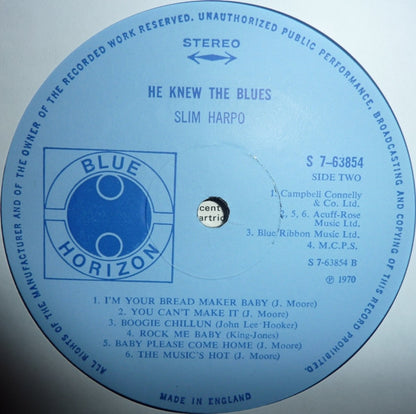 ALL RIGHTS OF THE MANUFACTURER AND OF THE OWNER OF THE RECORDED WORK RESERVED. UNAUTHORIZED PUBLIC PERFORMANCE, BROADCASTING AND COPYING OF THIS RECORD PROHIBITED.
STEREO
HE KNEW THE BLUES
SLIM HARPO
BLUE
HORIZON
S 7-63854
SIDE TWO
1. Campbell Connelly
& Co. Ltd.
2, 5, 6. Acuff-Rose
Music Ltd.
3. Blue Ribbon Music Ltd.
4. M.C.P.S.
S 7-63854 B
℗ 1970
cent
artric
1. I'M YOUR BREAD MAKER BABY (J. Moore)
2. YOU CAN'T MAKE IT (J. Moore)
3. BOOGIE CHILLUN (John Lee Hooker)
4. ROCK ME BABY (King-Jones)
5. BABY PLEASE COME HOME (J. Moore)
6. THE MUSIC'S HOT (J. Moore)
MADE IN ENGLAND